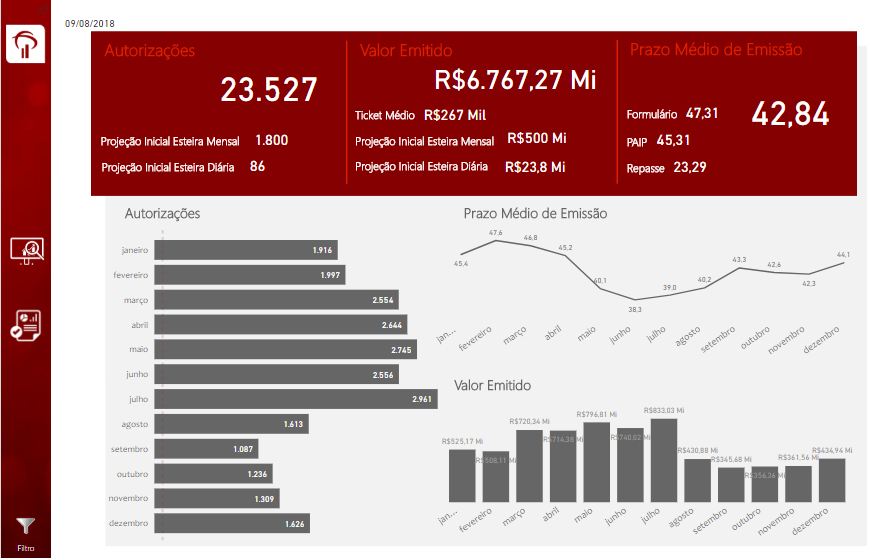 09/08/2018
Autorizações
23.527
Projeção Inicial Esteira Mensal 1.800
Projeção Inicial Esteira Diária 86
Valor Emitido
R$6.767,27 Mi
Ticket Médio R$267 Mil
Projeção Inicial Esteira Mensal R$500 Mi
Projeção Inicial Esteira Diária R$23,8 Mi
Prazo Médio de Emissão
42,84
Formulário 47,31
PAIP 45,31
Repasse 23,29
Autorizações
janeiro 1.916
fevereiro 1.997
março 2.554
abril 2.644
maio 2.745
junho 2.556
julho 2.961
agosto 1.613
setembro 1.087
outubro 1.236
novembro 1.309
dezembro 1.626
Prazo Médio de Emissão
45,4 47,6 46,8 45,2 40,1 38,3 39,0 40,2 43,3 42,6 42,3 44,1
jan... fevereiro março abril maio junho julho agosto setembro outubro novembro dezembro
Valor Emitido
R$525,17 Mi R$508,11 Mi R$720,34 Mi R$714,38 Mi R$796,81 Mi R$740,02 Mi R$833,03 Mi R$430,88 Mi R$345,68 Mi R$356,36 Mi R$361,56 Mi R$434,94 Mi
jan... fevereiro março abril maio junho julho agosto setembro outubro novembro dezembro
Filtro